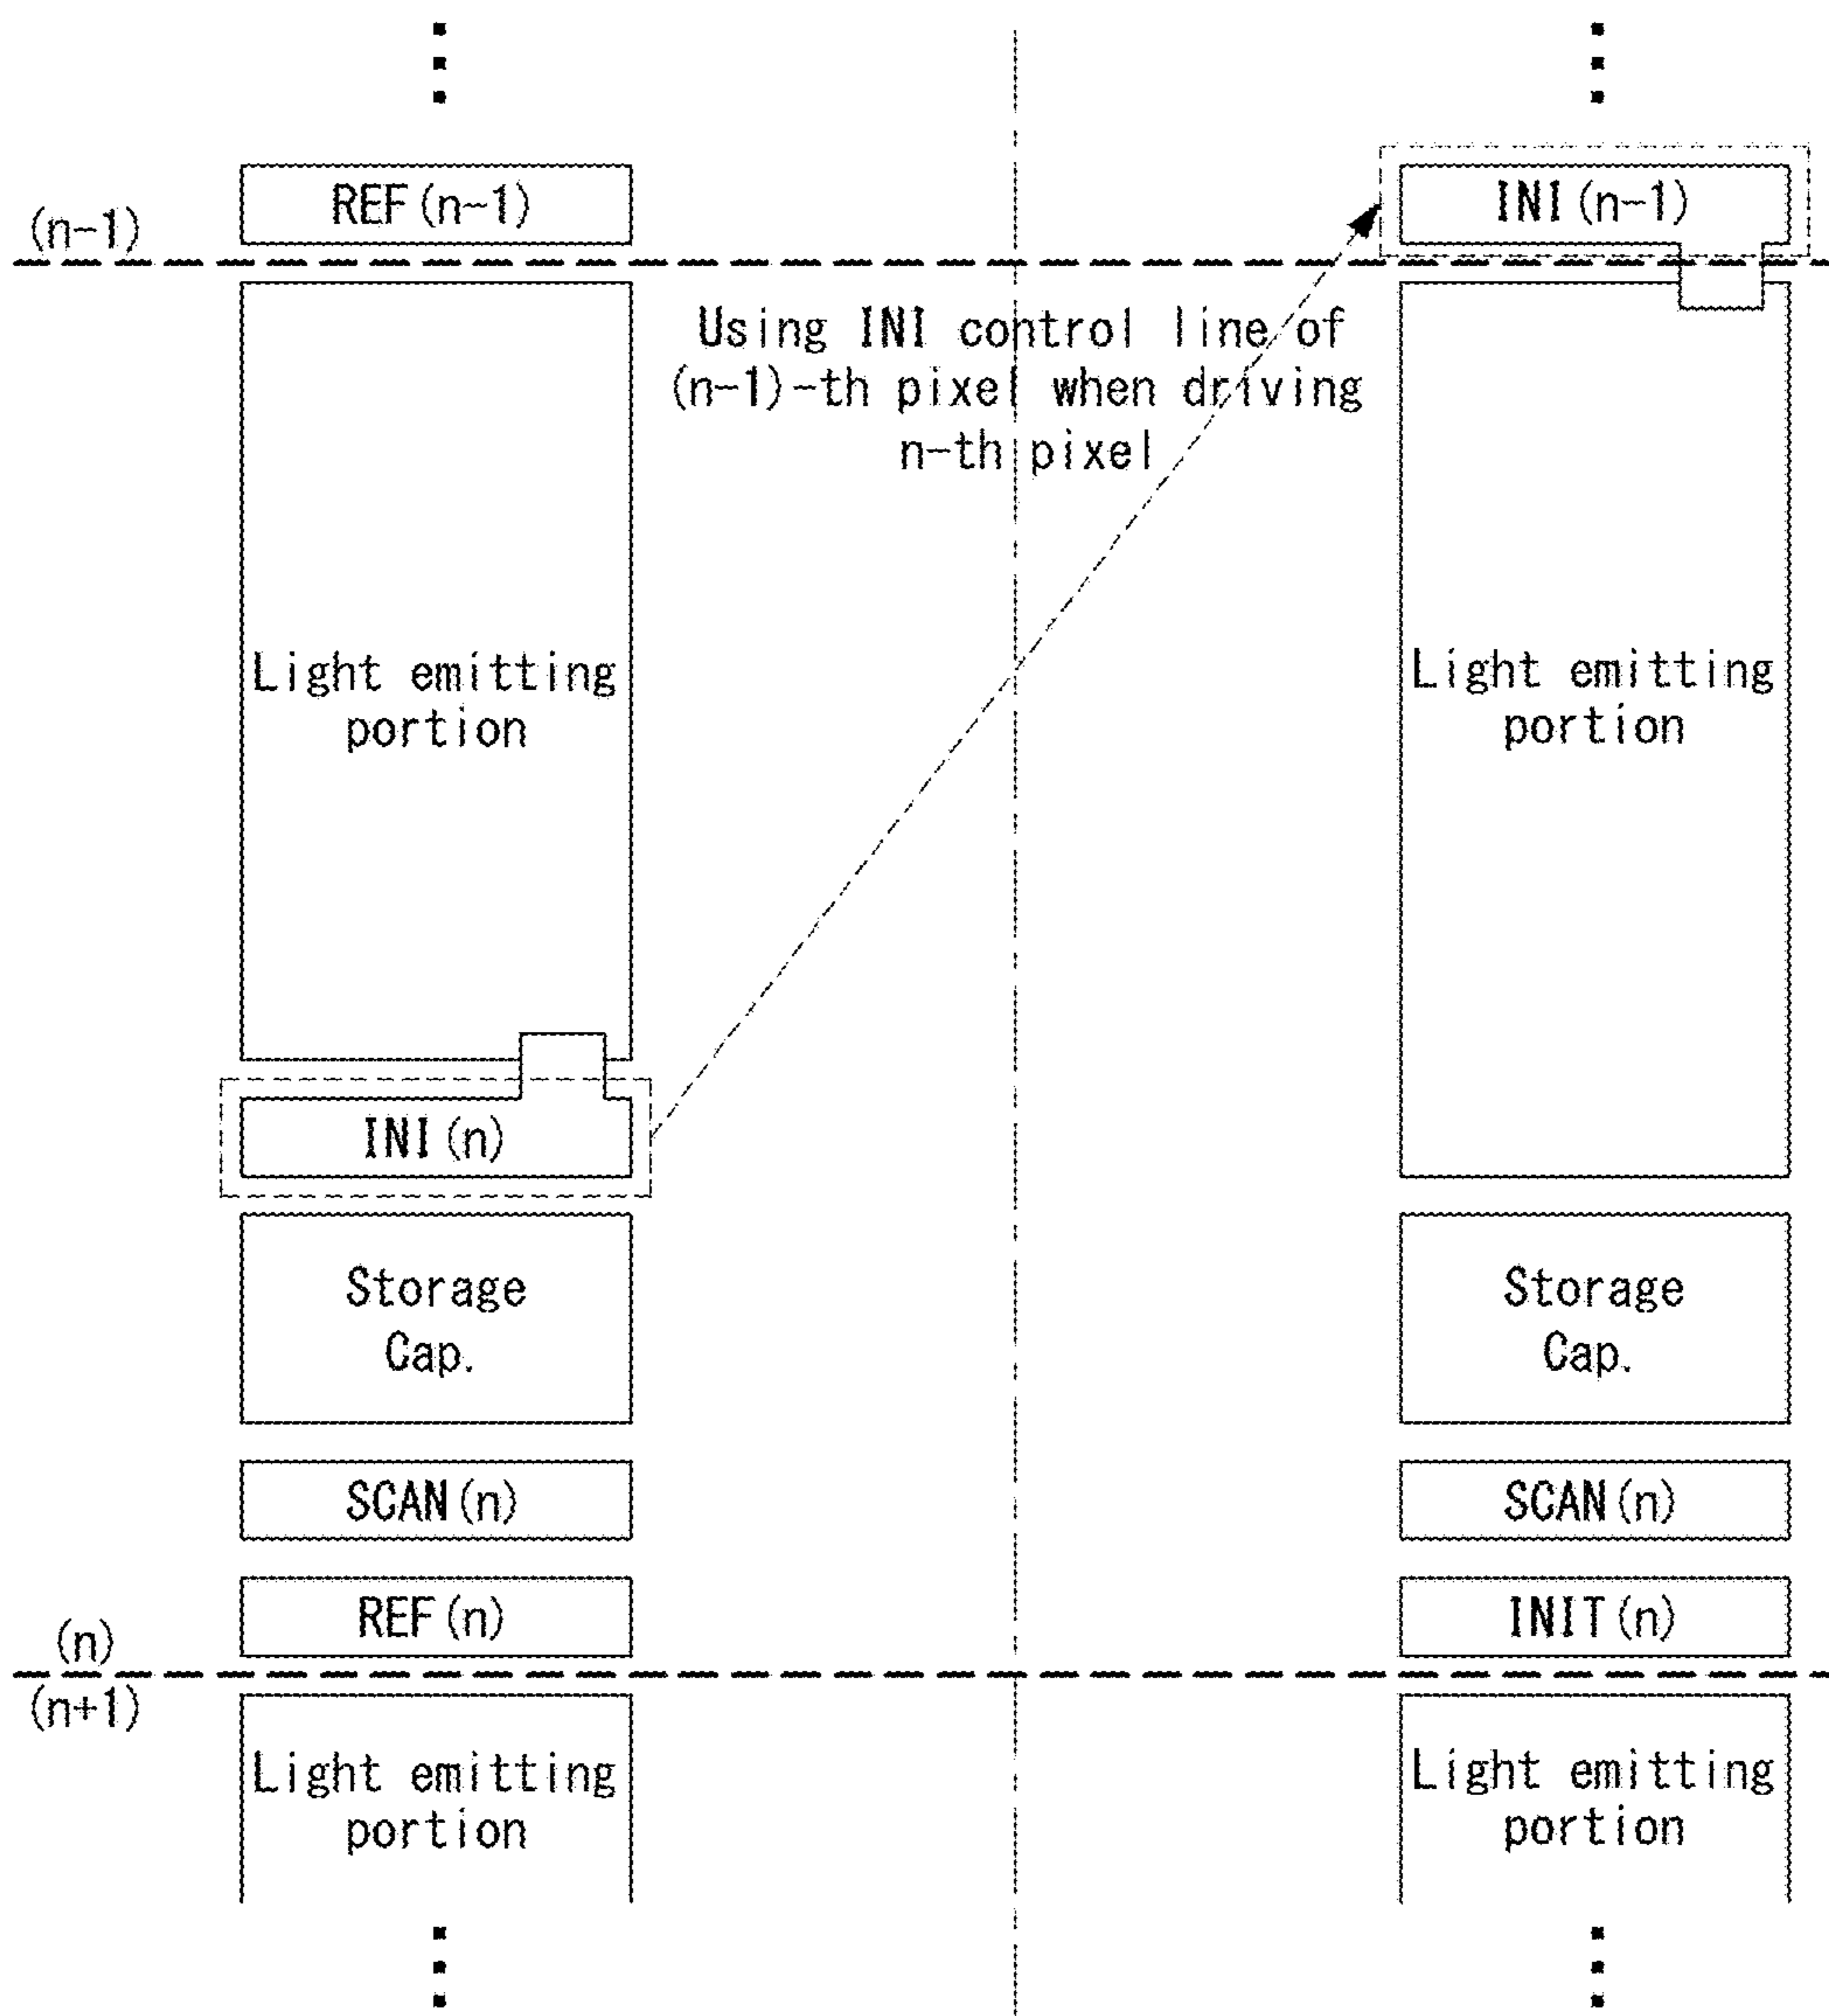 REF(n-1)
INI(n-1)
(n-1)
Using INI control line of
(n-1)-th pixel when driving
n-th pixel
Light emitting
portion
Light emitting
portion
INI(n)
Storage
Cap.
Storage
Cap.
SCAN(n)
SCAN(n)
REF(n)
INIT(n)
(n)
(n+1)
Light emitting
portion
Light emitting
portion